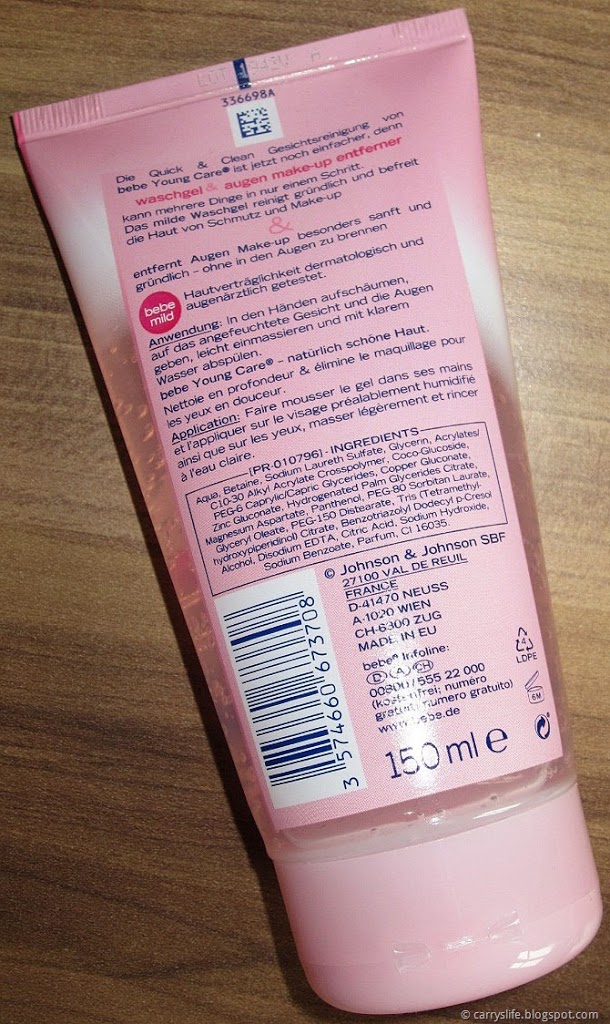 336698A
Die Quick & Clean Gesichtsreinigung von
bebe Young Care® ist jetzt noch einfacher, denn
waschgel & augen make-up entferner
kann mehrere Dinge in nur einem Schritt.
Das milde Waschgel reinigt gründlich und befreit
die Haut von Schmutz und Make-up
&
entfernt Augen Make-up besonders sanft und
gründlich - ohne in den Augen zu brennen
bebe
mild
Hautverträglichkeit dermatologisch und
augenärztlich getestet.
Anwendung: In den Händen aufschäumen,
auf das angefeuchtete Gesicht und die Augen
geben, leicht einmassieren und mit klarem
Wasser abspülen.
bebe Young Care® - natürlich schöne Haut.
Nettoie en profondeur & élimine le maquillage pour
les yeux en douceur.
Application: Faire mousser le gel dans ses mains
et l'appliquer sur le visage préalablement humidifié
ainsi que sur les yeux, masser légèrement et rincer
à l'eau claire.
[PR-010796] - INGREDIENTS
Aqua, Betaine, Sodium Laureth Sulfate, Glycerin, Acrylates/
C10-30 Alkyl Acrylate Crosspolymer, Coco-Glucoside,
PEG-6 Caprylic/Capric Glycerides, Copper Gluconate,
Zinc Gluconate, Hydrogenated Palm Glycerides Citrate,
Magnesium Aspartate, Panthenol, PEG-80 Sorbitan Laurate,
Glyceryl Oleate, PEG-150 Distearate, Tris (Tetramethyl-
hydroxypiperidinol) Citrate, Benzotriazolyl Dodecyl p-Cresol
Alcohol, Disodium EDTA, Citric Acid, Sodium Hydroxide,
Sodium Benzoate, Parfum, CI 16035.
© Johnson & Johnson SBF
27100 VAL DE REUIL
FRANCE
D-41470 NEUSS
A-1020 WIEN
CH-6300 ZUG
MADE IN EU
bebe® Infoline:
D A CH
00800/555 22 000
(kostenfrei; numéro
gratuit; numero gratuito)
www.bebe.de
4
LDPE
6M
3 574660 673708
150 ml e
© carryslife.blogspot.com